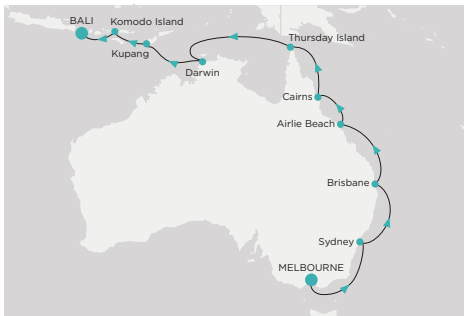 BALI
Komodo Island
Kupang
Darwin
Thursday Island
Cairns
Airlie Beach
Brisbane
Sydney
MELBOURNE